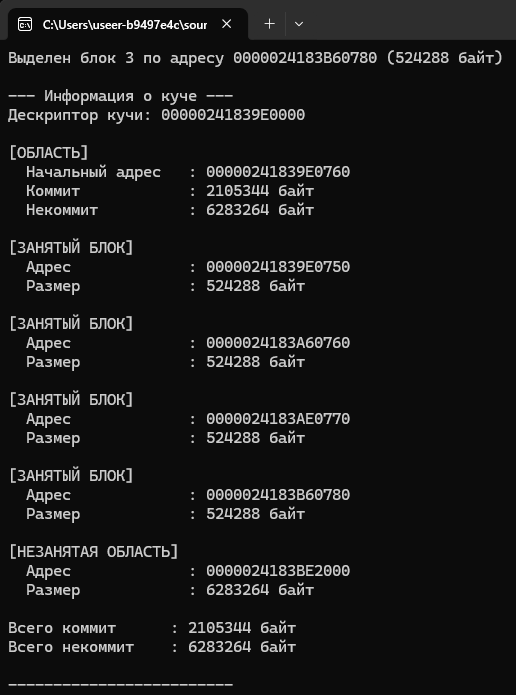 C:\Users\useer-b9497e4c\sour
Выделен блок 3 по адресу 0000024183B60780 (524288 байт)
--- Информация о куче ---
Дескриптор кучи: 00000241839E0000
[ОБЛАСТЬ]
Начальный адрес : 00000241839E0760
Коммит : 2105344 байт
Некоммит : 6283264 байт
[ЗАНЯТЫЙ БЛОК]
Адрес : 00000241839E0750
Размер : 524288 байт
[ЗАНЯТЫЙ БЛОК]
Адрес : 0000024183A60760
Размер : 524288 байт
[ЗАНЯТЫЙ БЛОК]
Адрес : 0000024183AE0770
Размер : 524288 байт
[ЗАНЯТЫЙ БЛОК]
Адрес : 0000024183B60780
Размер : 524288 байт
[НЕЗАНЯТАЯ ОБЛАСТЬ]
Адрес : 0000024183BE2000
Размер : 6283264 байт
Всего коммит : 2105344 байт
Всего некоммит : 6283264 байт
-------------------------